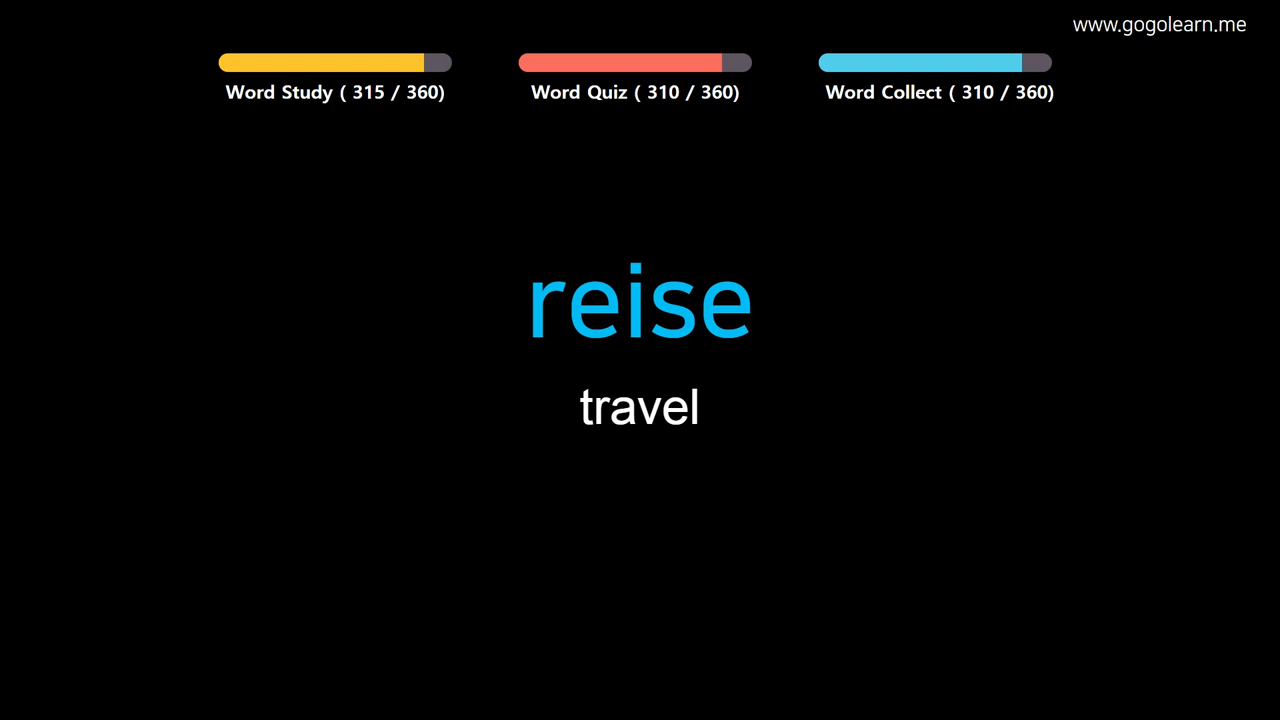 www.gogolearn.me
Word Study ( 315 / 360)
Word Quiz ( 310 / 360)
Word Collect ( 310 / 360)
reise
travel